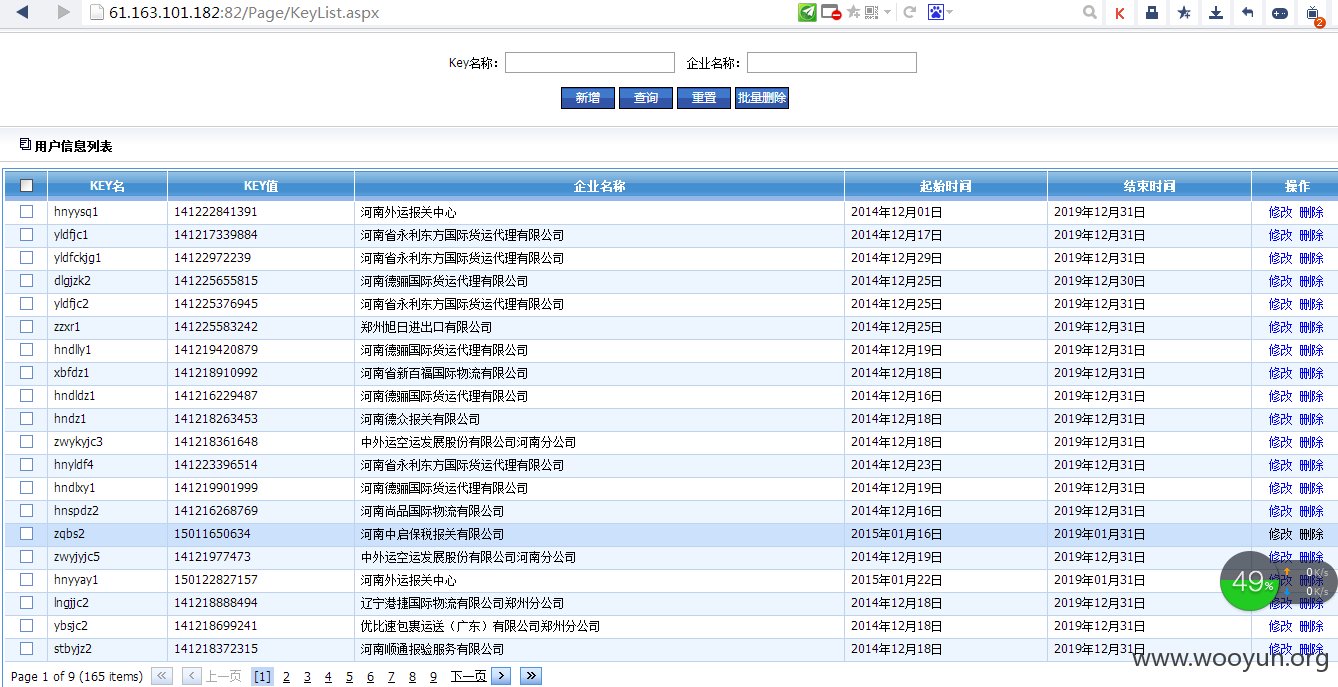 61.163.101.182:82/Page/KeyList.aspx
K
2
Key名称： 企业名称：
新增 查询 重置 批量删除
用户信息列表
KEY名 KEY值 企业名称 起始时间 结束时间 操作
hnyysq1 141222841391 河南外运报关中心 2014年12月01日 2019年12月31日 修改 删除
yldfjc1 141217339884 河南省永利东方国际货运代理有限公司 2014年12月17日 2019年12月31日 修改 删除
yldfckjg1 14122972239 河南省永利东方国际货运代理有限公司 2014年12月29日 2019年12月31日 修改 删除
dlgjzk2 141225655815 河南德骊国际货运代理有限公司 2014年12月25日 2019年12月30日 修改 删除
yldfjc2 141225376945 河南省永利东方国际货运代理有限公司 2014年12月25日 2019年12月31日 修改 删除
zzxr1 141225583242 郑州旭日进出口有限公司 2014年12月25日 2019年12月31日 修改 删除
hndlly1 141219420879 河南德骊国际货运代理有限公司 2014年12月19日 2019年12月31日 修改 删除
xbfdz1 141218910992 河南省新百福国际物流有限公司 2014年12月18日 2019年12月31日 修改 删除
hndldz1 141216229487 河南德骊国际货运代理有限公司 2014年12月16日 2019年12月31日 修改 删除
hndz1 141218263453 河南德众报关有限公司 2014年12月18日 2019年12月31日 修改 删除
zwykyjc3 141218361648 中外运空运发展股份有限公司河南分公司 2014年12月18日 2019年12月31日 修改 删除
hnyldf4 141223396514 河南省永利东方国际货运代理有限公司 2014年12月23日 2019年12月31日 修改 删除
hndlxy1 141219901999 河南德骊国际货运代理有限公司 2014年12月19日 2019年12月31日 修改 删除
hnspdz2 141216268769 河南尚品国际物流有限公司 2014年12月16日 2019年12月31日 修改 删除
zqbs2 15011650634 河南中启保税报关有限公司 2015年01月16日 2019年01月31日 修改 删除
zwyjyjc5 14121977473 中外运空运发展股份有限公司河南分公司 2014年12月19日 2019年12月31日 修改 删除
hnyyay1 150122827157 河南外运报关中心 2015年01月22日 2019年01月31日 修改 删除
lngjjc2 141218888494 辽宁港捷国际物流有限公司郑州分公司 2014年12月18日 2019年12月31日 修改 删除
ybsjc2 141218699241 优比速包裹运送（广东）有限公司郑州分公司 2014年12月18日 2019年12月31日 修改 删除
stbyjz2 141218372315 河南顺通报验服务有限公司 2014年12月18日 2019年12月31日 修改 删除
49% 0K/s
0K/s
www.wooyun.org
Page 1 of 9 (165 items) 上一页 [1] 2 3 4 5 6 7 8 9 下一页